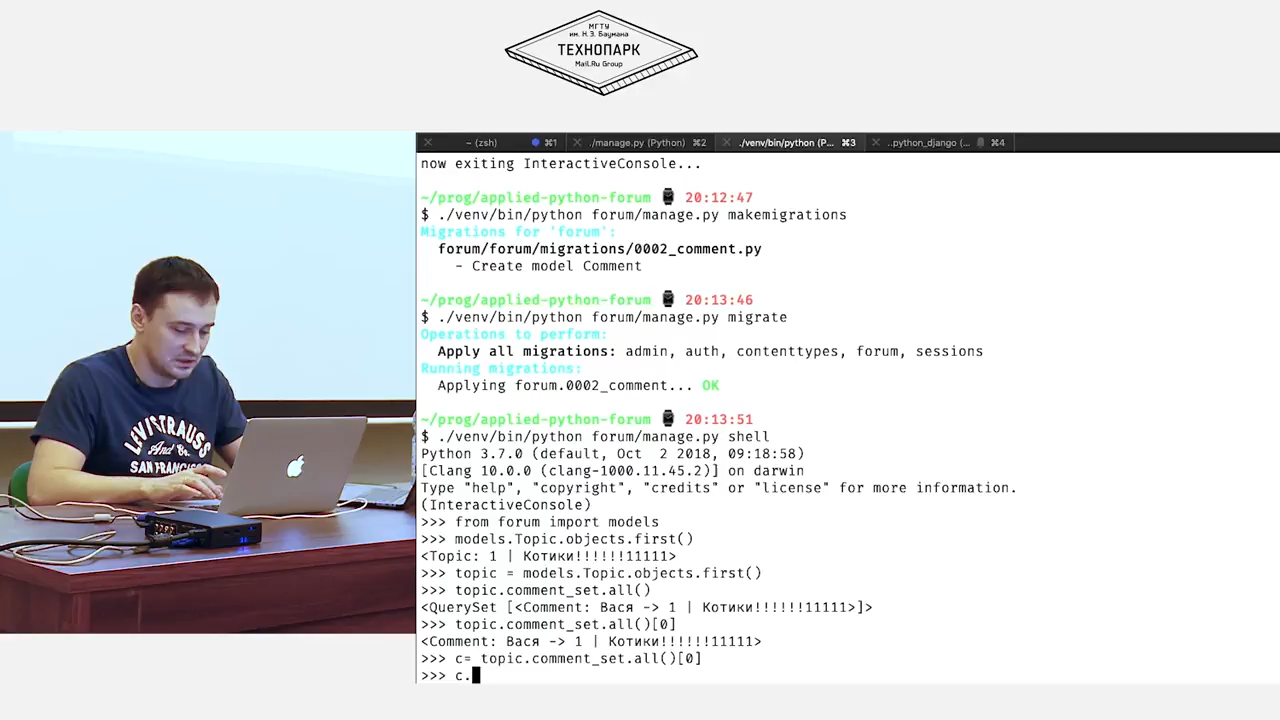 МГТУ
им. Н.Э. Баумана
ТЕХНОПАРК
Mail.Ru Group
~ (zsh) ⌘1 ./manage.py (Python) ⌘2 ./venv/bin/python (P... ⌘3 ..python_django (... ⌘4
now exiting InteractiveConsole...
~/prog/applied-python-forum ⌚ 20:12:47
$ ./venv/bin/python forum/manage.py makemigrations
Migrations for 'forum':
forum/forum/migrations/0002_comment.py
- Create model Comment
~/prog/applied-python-forum ⌚ 20:13:46
$ ./venv/bin/python forum/manage.py migrate
Operations to perform:
Apply all migrations: admin, auth, contenttypes, forum, sessions
Running migrations:
Applying forum.0002_comment... OK
~/prog/applied-python-forum ⌚ 20:13:51
$ ./venv/bin/python forum/manage.py shell
Python 3.7.0 (default, Oct  2 2018, 09:18:58)
[Clang 10.0.0 (clang-1000.11.45.2)] on darwin
Type "help", "copyright", "credits" or "license" for more information.
(InteractiveConsole)
>>> from forum import models
>>> models.Topic.objects.first()
<Topic: 1 | Котики!!!!!!11111>
>>> topic = models.Topic.objects.first()
>>> topic.comment_set.all()
<QuerySet [<Comment: Вася -> 1 | Котики!!!!!!11111>]>
>>> topic.comment_set.all()[0]
<Comment: Вася -> 1 | Котики!!!!!!11111>
>>> c= topic.comment_set.all()[0]
>>> c.
LEVI STRAUSS
And Co.
SAN FRANCISCO